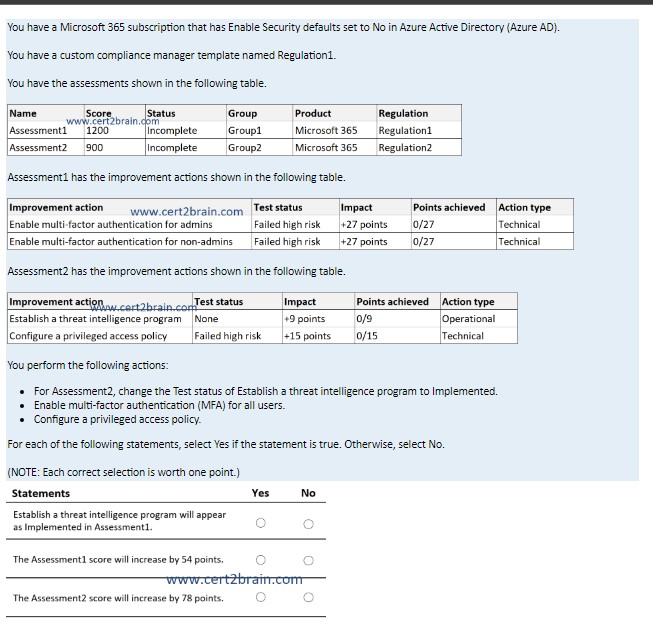 You have a Microsoft 365 subscription that has Enable Security defaults set to No in Azure Active Directory (Azure AD).
You have a custom compliance manager template named Regulation1.
You have the assessments shown in the following table.
Name Score Status Group Product Regulation
www.cert2brain.com
Assessment1 1200 Incomplete Group1 Microsoft 365 Regulation1
Assessment2 900 Incomplete Group2 Microsoft 365 Regulation2
Assessment1 has the improvement actions shown in the following table.
Improvement action www.cert2brain.com Test status Impact Points achieved Action type
Enable multi-factor authentication for admins Failed high risk +27 points 0/27 Technical
Enable multi-factor authentication for non-admins Failed high risk +27 points 0/27 Technical
Assessment2 has the improvement actions shown in the following table.
Improvement action Test status Impact Points achieved Action type
www.cert2brain.com
Establish a threat intelligence program None +9 points 0/9 Operational
Configure a privileged access policy Failed high risk +15 points 0/15 Technical
You perform the following actions:
• For Assessment2, change the Test status of Establish a threat intelligence program to Implemented.
• Enable multi-factor authentication (MFA) for all users.
• Configure a privileged access policy.
For each of the following statements, select Yes if the statement is true. Otherwise, select No.
(NOTE: Each correct selection is worth one point.)
Statements Yes No
Establish a threat intelligence program will appear
as Implemented in Assessment1.
The Assessment1 score will increase by 54 points.
www.cert2brain.com
The Assessment2 score will increase by 78 points.